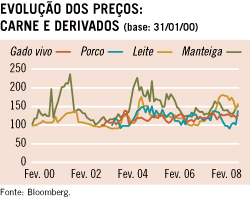 EVOLUÇÃO DOS PREÇOS:
CARNE E DERIVADOS (base: 31/01/00)
Gado vivo Porco Leite Manteiga
250
200
150
100
50
0
Fev. 00 Fev. 02 Fev. 04 Fev. 06 Fev. 08
Fonte: Bloomberg.